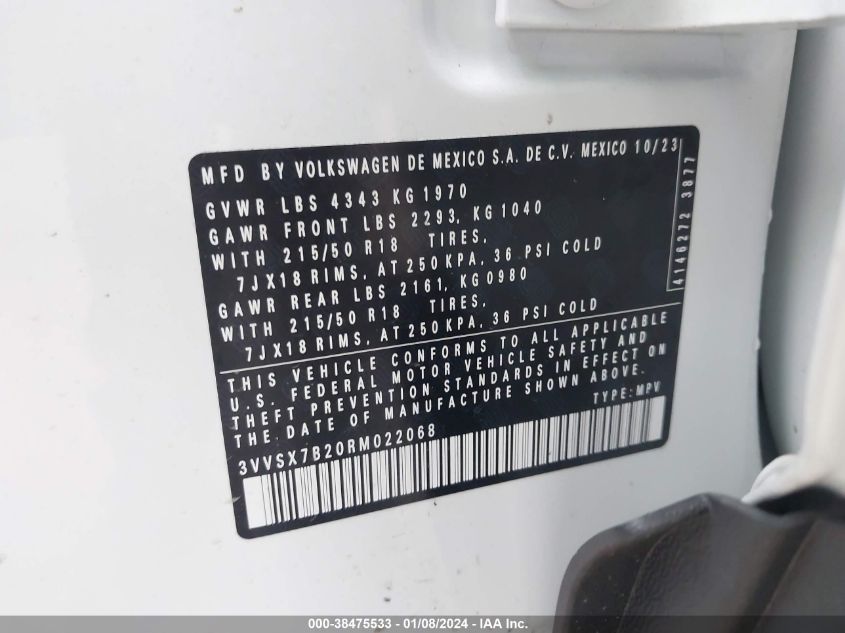 MFD BY VOLKSWAGEN DE MEXICO S.A. DE C.V. MEXICO 10/23
GVWR LBS 4343 KG 1970
GAWR FRONT LBS 2293, KG 1040
WITH 215/50 R18 TIRES,
7JX18 RIMS, AT 250 KPA, 36 PSI COLD
GAWR REAR LBS 2161, KG 0980
WITH 215/50 R18 TIRES,
7JX18 RIMS, AT 250 KPA, 36 PSI COLD
4146272 3877
THIS VEHICLE CONFORMS TO ALL APPLICABLE
U.S. FEDERAL MOTOR VEHICLE SAFETY AND
THEFT PREVENTION STANDARDS IN EFFECT ON
THE DATE OF MANUFACTURE SHOWN ABOVE.
TYPE: MPV
3VVSX7B20RM022068
000-38475533 - 01/08/2024 - IAA Inc.